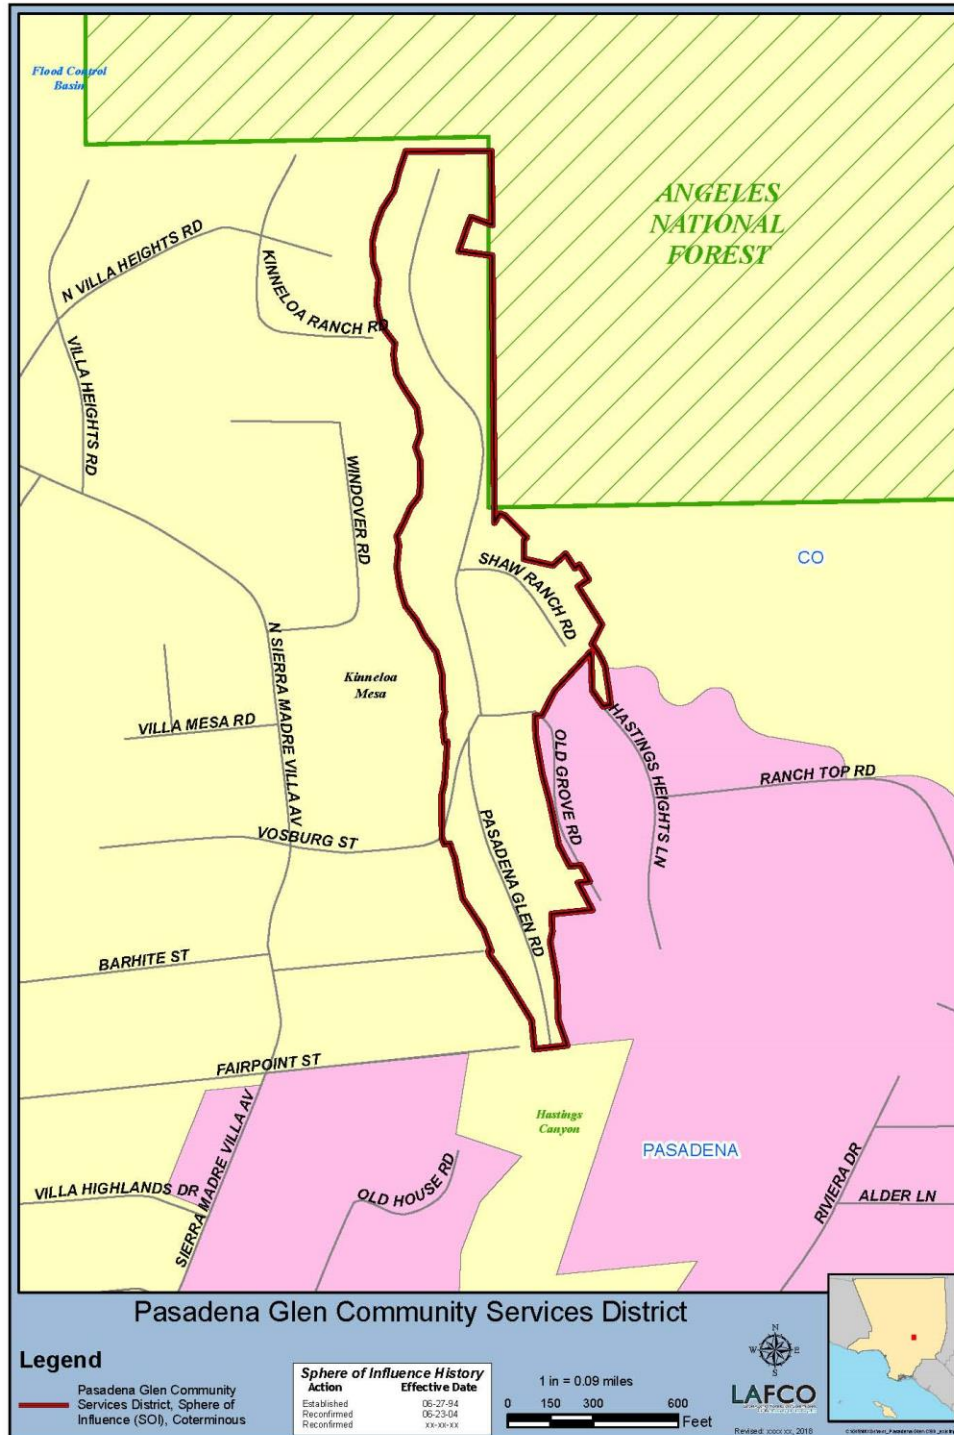 Flood Control
Basin
ANGELES
NATIONAL
FOREST
N VILLA HEIGHTS RD
KINNELOA RANCH RD
VILLA HEIGHTS RD
WINDOVER RD
CO
SHAW RANCH RD
N SIERRA MADRE VILLA AV
Kinneloa
Mesa
VILLA MESA RD
HASTINGS HEIGHTS LN
OLD GROVE RD
RANCH TOP RD
VOSBURG ST
PASADENA GLEN RD
BARHITE ST
FAIRPOINT ST
Hastings
Canyon
PASADENA
SIERRA MADRE VILLA AV
VILLA HIGHLANDS DR
OLD HOUSE RD
RIVIERA DR
ALDER LN
Pasadena Glen Community Services District
Legend
Pasadena Glen Community
Services District, Sphere of
Influence (SOI), Coterminous
Sphere of Influence History
Action Effective Date
Established 06-27-94
Reconfirmed 06-23-04
Reconfirmed xx-xx-xx
1 in = 0.09 miles
0 150 300 600
Feet
N
W E
S
LAFCO
Revised: xxxx xx, 2018